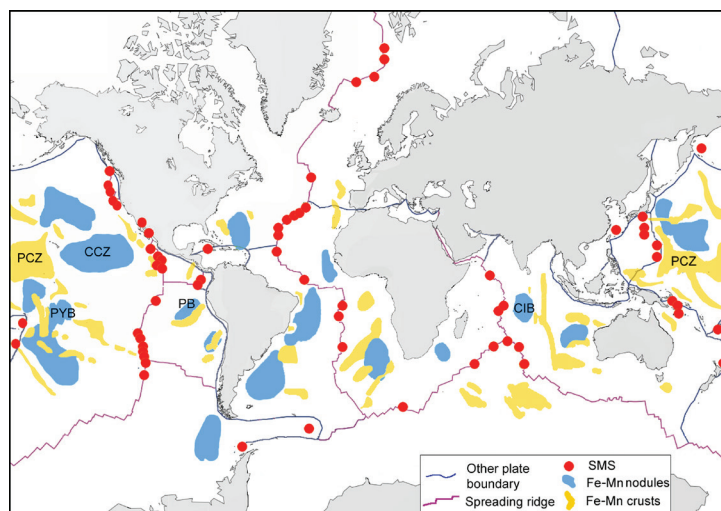 PCZ
CCZ
PYB
PB
CIB
PCZ
Other plate
boundary
Spreading ridge
SMS
Fe-Mn nodules
Fe-Mn crusts